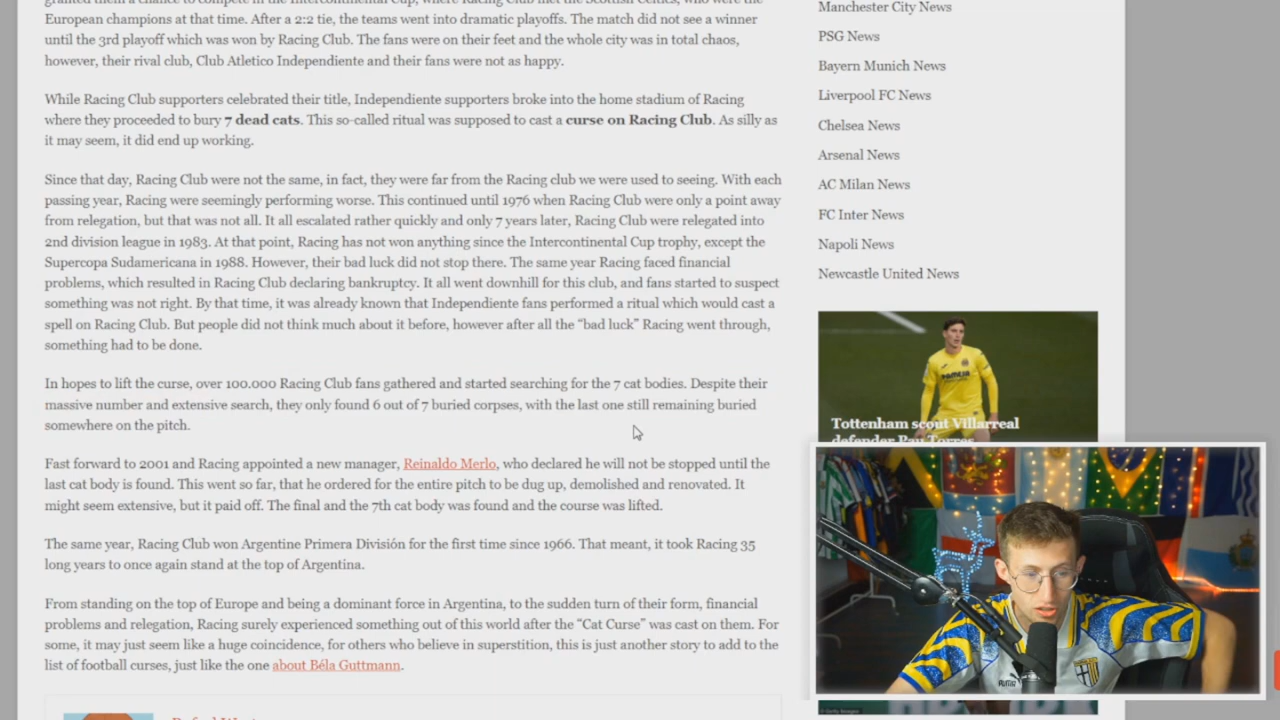 granted them a chance to compete in the Intercontinental Cup, where Racing Club met the Scottish Celtics, who were the
European champions at that time. After a 2:2 tie, the teams went into dramatic playoffs. The match did not see a winner
until the 3rd playoff which was won by Racing Club. The fans were on their feet and the whole city was in total chaos,
however, their rival club, Club Atletico Independiente and their fans were not as happy.
While Racing Club supporters celebrated their title, Independiente supporters broke into the home stadium of Racing
where they proceeded to bury 7 dead cats. This so-called ritual was supposed to cast a curse on Racing Club. As silly as
it may seem, it did end up working.
Since that day, Racing Club were not the same, in fact, they were far from the Racing club we were used to seeing. With each
passing year, Racing were seemingly performing worse. This continued until 1976 when Racing Club were only a point away
from relegation, but that was not all. It all escalated rather quickly and only 7 years later, Racing Club were relegated into
2nd division league in 1983. At that point, Racing has not won anything since the Intercontinental Cup trophy, except the
Supercopa Sudamericana in 1988. However, their bad luck did not stop there. The same year Racing faced financial
problems, which resulted in Racing Club declaring bankruptcy. It all went downhill for this club, and fans started to suspect
something was not right. By that time, it was already known that Independiente fans performed a ritual which would cast a
spell on Racing Club. But people did not think much about it before, however after all the “bad luck” Racing went through,
something had to be done.
In hopes to lift the curse, over 100.000 Racing Club fans gathered and started searching for the 7 cat bodies. Despite their
massive number and extensive search, they only found 6 out of 7 buried corpses, with the last one still remaining buried
somewhere on the pitch.
Fast forward to 2001 and Racing appointed a new manager, Reinaldo Merlo, who declared he will not be stopped until the
last cat body is found. This went so far, that he ordered for the entire pitch to be dug up, demolished and renovated. It
might seem extensive, but it paid off. The final and the 7th cat body was found and the course was lifted.
The same year, Racing Club won Argentine Primera División for the first time since 1966. That meant, it took Racing 35
long years to once again stand at the top of Argentina.
From standing on the top of Europe and being a dominant force in Argentina, to the sudden turn of their form, financial
problems and relegation, Racing surely experienced something out of this world after the “Cat Curse” was cast on them. For
some, it may just seem like a huge coincidence, for others who believe in superstition, this is just another story to add to the
list of football curses, just like the one about Béla Guttmann.
Manchester City News
PSG News
Bayern Munich News
Liverpool FC News
Chelsea News
Arsenal News
AC Milan News
FC Inter News
Napoli News
Newcastle United News
Tottenham scout Villarreal
defender Pau Torres
PUMA